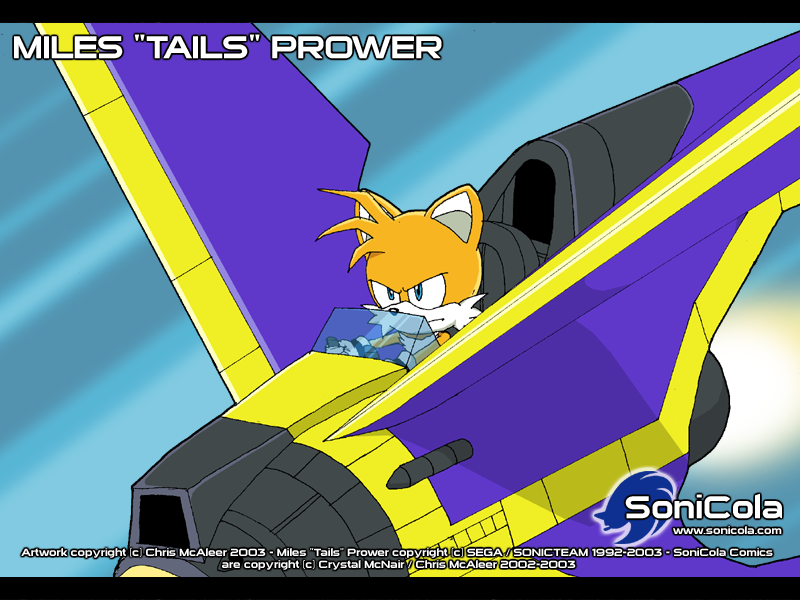 MILES "TAILS" PROWER
SoniCola
www.sonicola.com
Artwork copyright (c) Chris McAleer 2003 - Miles "Tails" Prower copyright (c) SEGA / SONICTEAM 1992-2003 - SoniCola Comics
are copyright (c) Crystal McNair / Chris McAleer 2002-2003